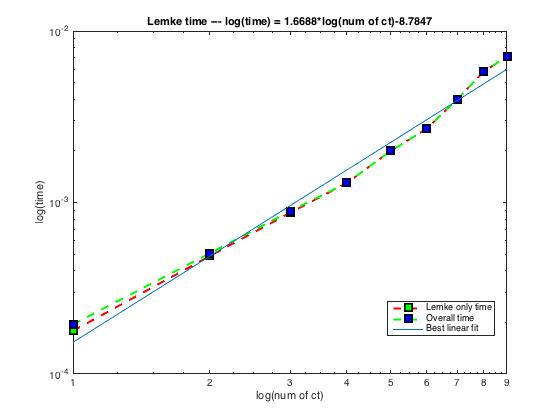 Lemke time --- log(time) = 1.6688*log(num of ct)-8.7847
10-2
10-3
10-4
log(time)
1 2 3 4 5 6 7 8 9
log(num of ct)
Lemke only time
Overall time
Best linear fit